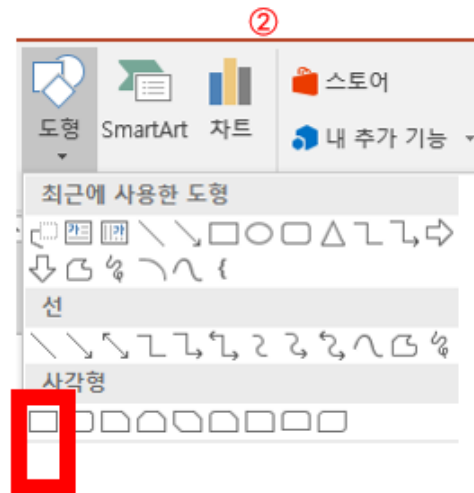 ②
도형 SmartArt 차트
스토어
내 추가 기능
최근에 사용한 도형
선
사각형